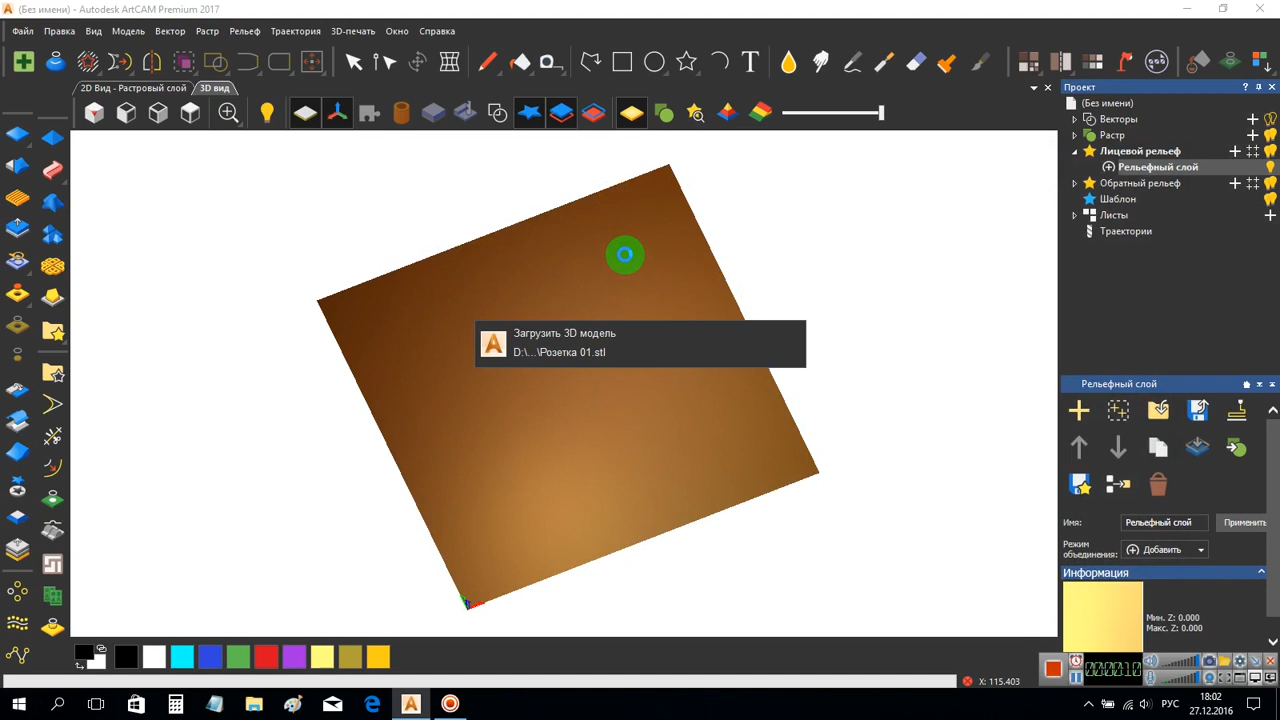 (Без имени) - Autodesk ArtCAM Premium 2017
Файл Правка Вид Модель Вектор Растр Рельеф Траектория 3D-печать Окно Справка
2D Вид - Растровый слой 3D вид
Проект
(Без имени)
Векторы
Растр
Лицевой рельеф
Рельефный слой
Обратный рельеф
Шаблон
Листы
Траектории
Загрузить 3D модель
D:\...\Розетка 01.stl
Рельефный слой
Имя: Рельефный слой Применить
Режим объединения: Добавить
Информация
Мин. Z: 0.000
Макс. Z: 0.000
X: 115.403
РУС
18:02
27.12.2016